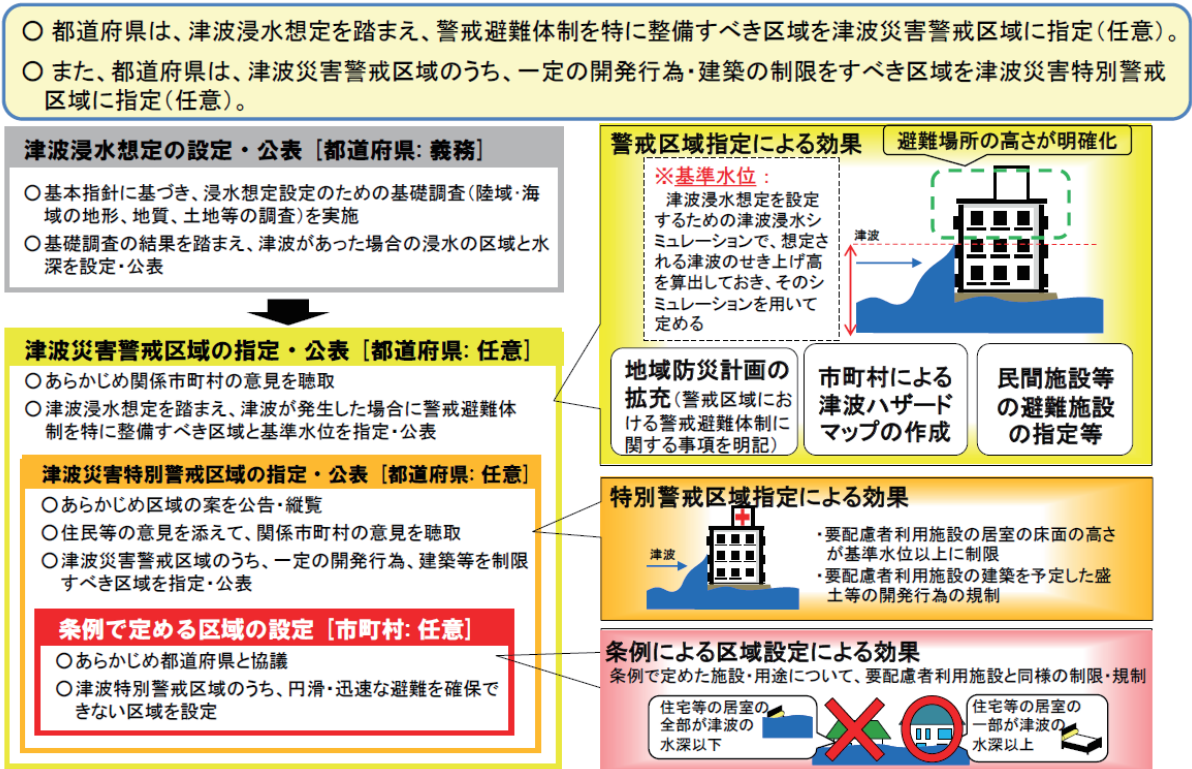 ○ 都道府県は、津波浸水想定を踏まえ、警戒避難体制を特に整備すべき区域を津波災害警戒区域に指定(任意)。
○ また、都道府県は、津波災害警戒区域のうち、一定の開発行為・建築の制限をすべき区域を津波災害特別警戒
区域に指定(任意)。
津波浸水想定の設定・公表 [都道府県: 義務]
○基本指針に基づき、浸水想定設定のための基礎調査(陸域・海
域の地形、地質、土地等の調査)を実施
○基礎調査の結果を踏まえ、津波があった場合の浸水の区域と水
深を設定・公表
津波災害警戒区域の指定・公表 [都道府県: 任意]
○あらかじめ関係市町村の意見を聴取
○津波浸水想定を踏まえ、津波が発生した場合に警戒避難体
制を特に整備すべき区域と基準水位を指定・公表
津波災害特別警戒区域の指定・公表 [都道府県: 任意]
○あらかじめ区域の案を公告・縦覧
○住民等の意見を添えて、関係市町村の意見を聴取
○津波災害警戒区域のうち、一定の開発行為、建築等を制限
すべき区域を指定・公表
条例で定める区域の設定 [市町村: 任意]
○あらかじめ都道府県と協議
○津波特別警戒区域のうち、円滑・迅速な避難を確保で
きない区域を設定
警戒区域指定による効果
避難場所の高さが明確化
※基準水位：
津波浸水想定を設定
するための津波浸水シ
ミュレーションで、想定さ
れる津波のせき上げ高
を算出しておき、そのシ
ミュレーションを用いて
定める
津波
地域防災計画の
拡充(警戒区域にお
ける警戒避難体制に
関する事項を明記)
市町村による
津波ハザード
マップの作成
民間施設等
の避難施設
の指定等
特別警戒区域指定による効果
津波
・要配慮者利用施設の居室の床面の高さ
が基準水位以上に制限
・要配慮者利用施設の建築を予定した盛
土等の開発行為の規制
条例による区域設定による効果
条例で定めた施設・用途について、要配慮者利用施設と同様の制限・規制
住宅等の居室の
全部が津波の
水深以下
住宅等の居室の
一部が津波の
水深以上